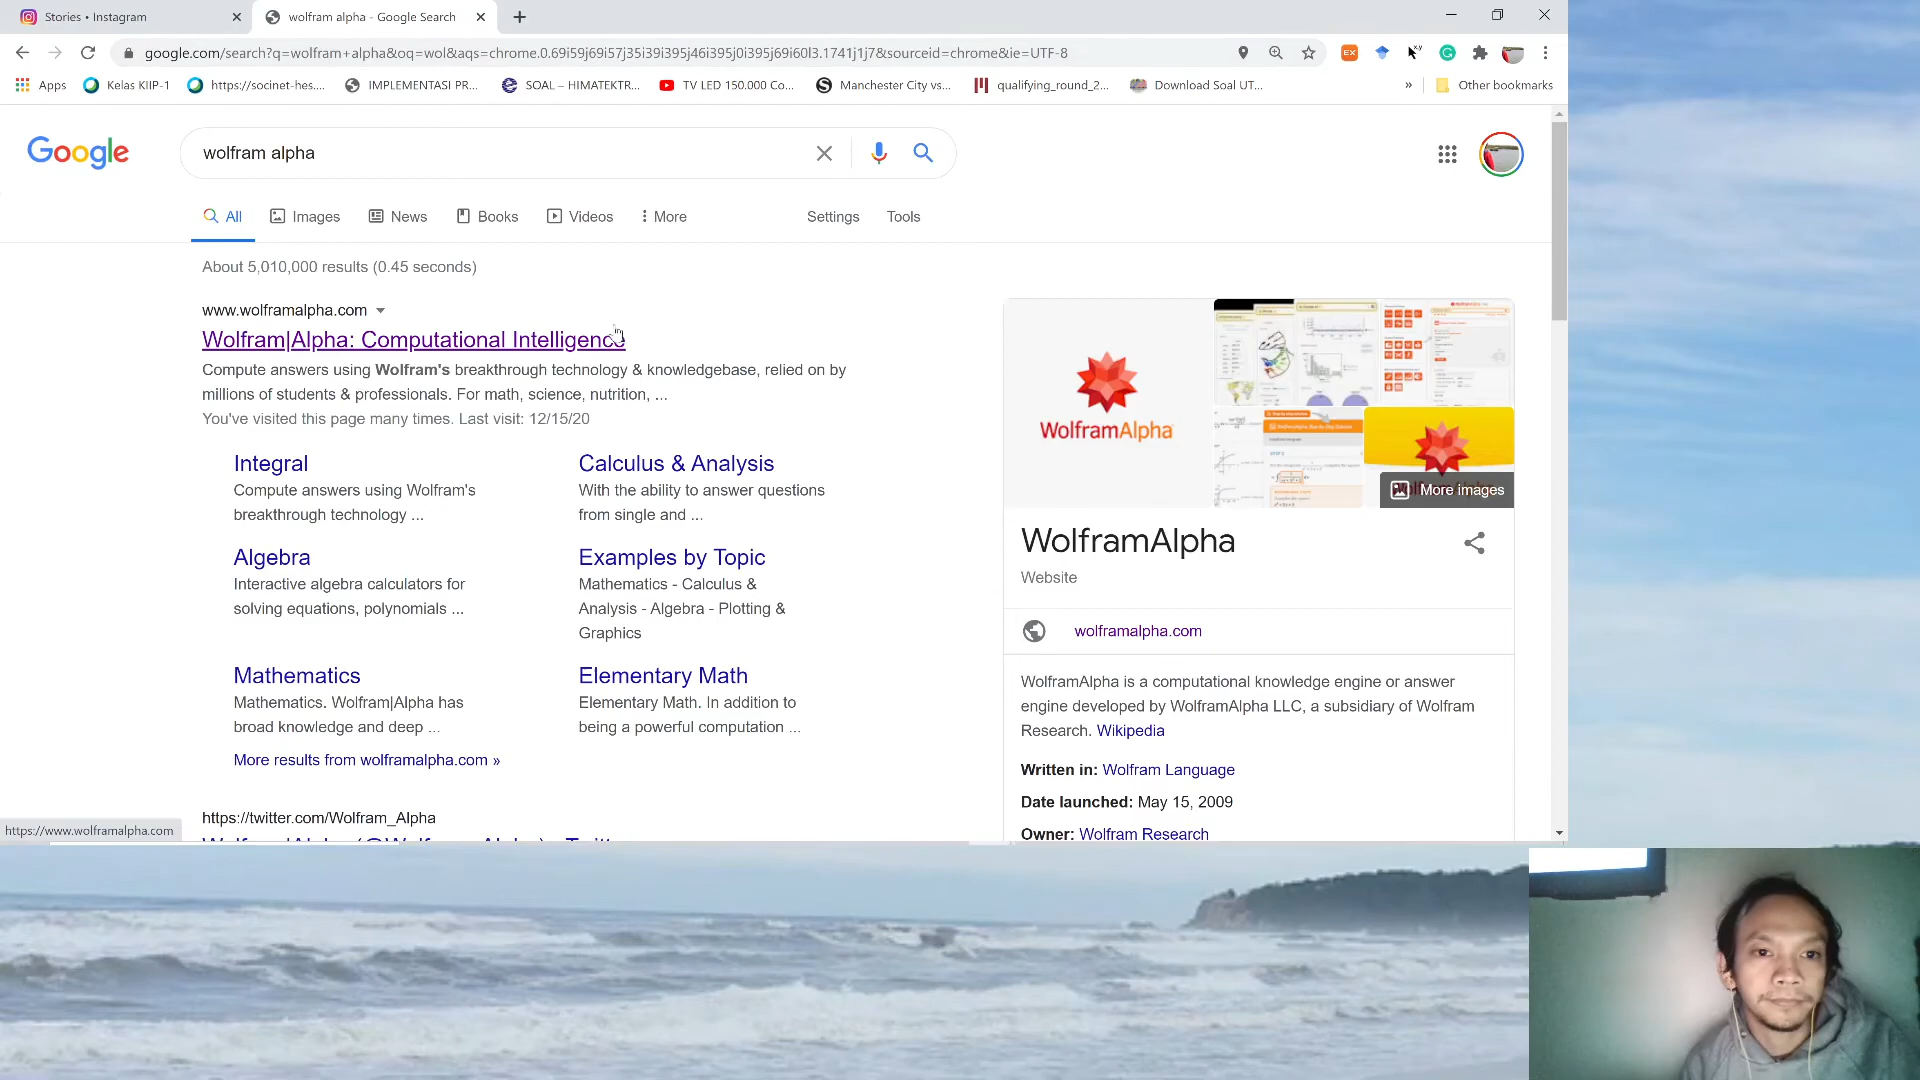 Stories • Instagram
wolfram alpha - Google Search
google.com/search?q=wolfram+alpha&oq=wol&aqs=chrome.0.69i59j69i57j35i39i395j46i395j0i395j69i60l3.1741j1j7&sourceid=chrome&ie=UTF-8
Apps
Kelas KIIP-1
https://socinet-hes....
IMPLEMENTASI PR...
SOAL – HIMATEKTR...
TV LED 150.000 Co...
Manchester City vs...
qualifying_round_2...
Download Soal UT...
»
Other bookmarks
Google
wolfram alpha
All
Images
News
Books
Videos
More
Settings
Tools
About 5,010,000 results (0.45 seconds)
www.wolframalpha.com
Wolfram|Alpha: Computational Intelligence
Compute answers using Wolfram's breakthrough technology & knowledgebase, relied on by
millions of students & professionals. For math, science, nutrition, ...
You've visited this page many times. Last visit: 12/15/20
Integral
Compute answers using Wolfram's
breakthrough technology ...
Calculus & Analysis
With the ability to answer questions
from single and ...
Algebra
Interactive algebra calculators for
solving equations, polynomials ...
Examples by Topic
Mathematics - Calculus &
Analysis - Algebra - Plotting &
Graphics
Mathematics
Mathematics. Wolfram|Alpha has
broad knowledge and deep ...
Elementary Math
Elementary Math. In addition to
being a powerful computation ...
More results from wolframalpha.com »
https://twitter.com/Wolfram_Alpha
https://www.wolframalpha.com
WolframAlpha
More images
WolframAlpha
Website
wolframalpha.com
WolframAlpha is a computational knowledge engine or answer
engine developed by WolframAlpha LLC, a subsidiary of Wolfram
Research. Wikipedia
Written in: Wolfram Language
Date launched: May 15, 2009
Owner: Wolfram Research